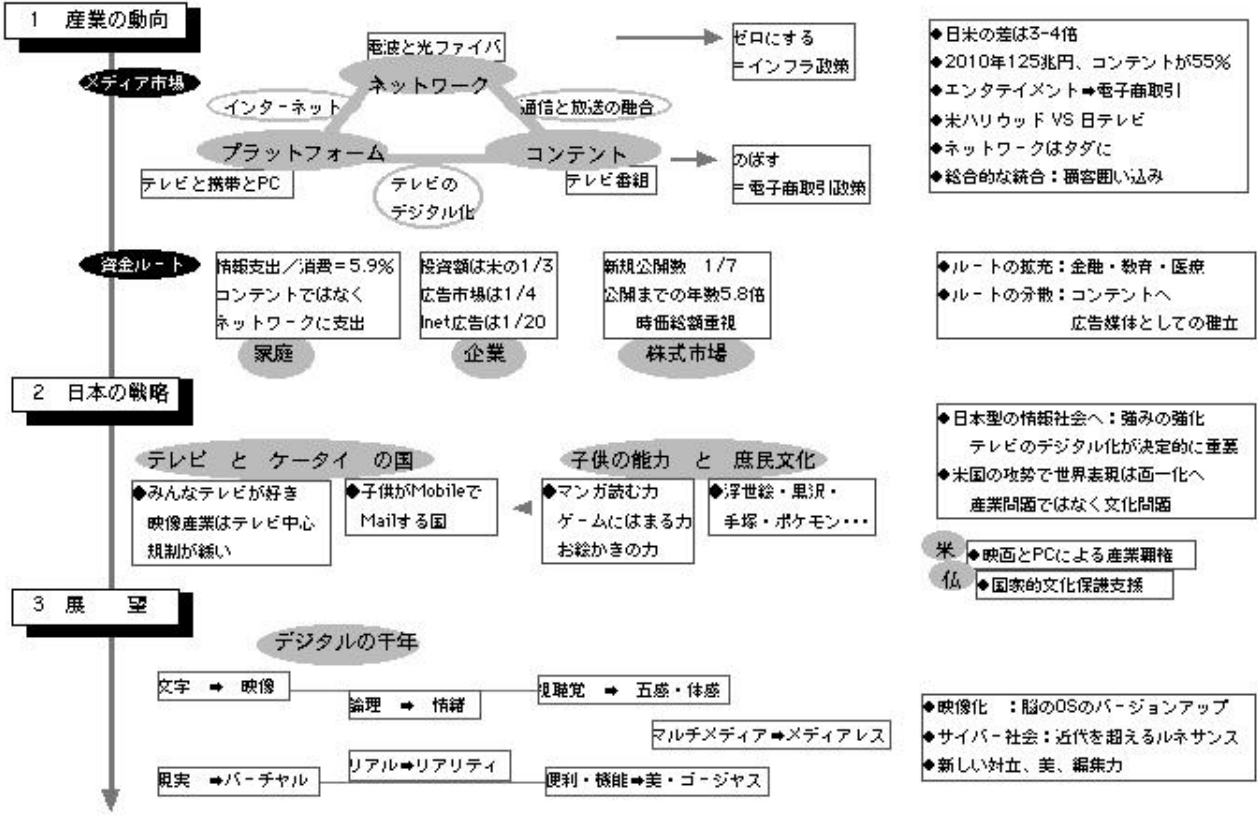 1 産業の動向
メディア市場
電波と光ファイバ
ネットワーク
インターネット
通信と放送の融合
プラットフォーム
コンテント
テレビと携帯とPC
テレビの
デジタル化
テレビ番組
ゼロにする
=インフラ政策
のばす
=電子商取引政策
◆日米の差は3-4倍
◆2010年125兆円、コンテントが55%
◆エンタテイメント➡電子商取引
◆米ハリウッド VS 日テレビ
◆ネットワークはタダに
◆総合的な統合:顧客囲い込み
資金ルート
情報支出/消費=5.9%
コンテントではなく
ネットワークに支出
家庭
投資額は米の1/3
広告市場は1/4
Inet広告は1/20
企業
新規公開数 1/7
公開までの年数5.8倍
時価総額重視
株式市場
◆ルートの拡充:金融・教育・医療
◆ルートの分散:コンテントへ
広告媒体としての確立
2 日本の戦略
テレビ と ケータイ の国
◆みんなテレビが好き
映像産業はテレビ中心
規制が緩い
◆子供がMobileで
Mailする国
子供の能力 と 庶民文化
◆マンガ読む力
ゲームにはまる力
お絵かきの力
◆浮世絵・黒沢・
手塚・ポケモン・・・
◆日本型の情報社会へ:強みの強化
テレビのデジタル化が決定的に重要
◆米国の攻勢で世界表現は画一化へ
産業問題ではなく文化問題
米
◆映画とPCによる産業覇権
仏
◆国家的文化保護支援
3 展 望
デジタルの千年
文字 ➡ 映像
論理 ➡ 情緒
視聴覚 ➡ 五感・体感
マルチメディア➡メディアレス
現実 ➡バーチャル
リアル➡リアリティ
便利・機能➡美・ゴージャス
◆映像化 :脳のOSのバージョンアップ
◆サイバー社会:近代を超えるルネサンス
◆新しい対立、美、編集力